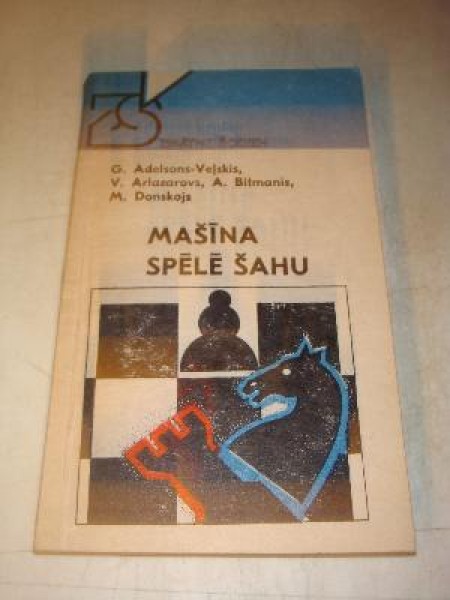 G. Adelsons-Veļskis,
V. Arlazarovs, A. Bitmanis,
M. Donskojs
MAŠĪNA
SPĒLĒ ŠAHU